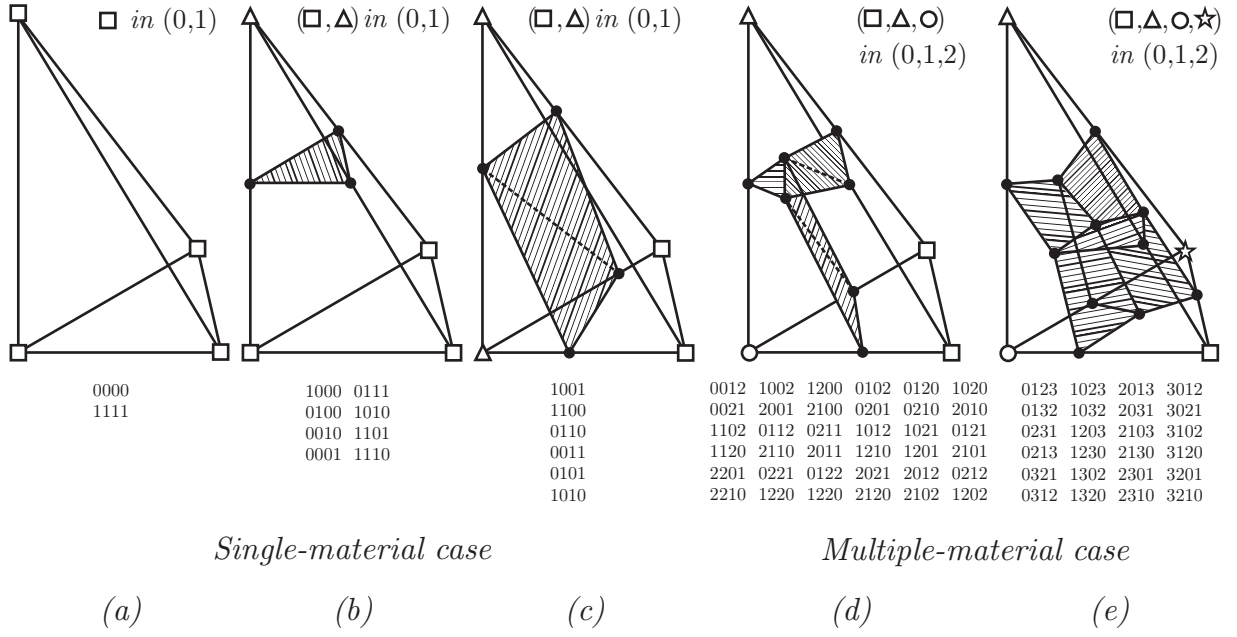 □ in (0,1)
(□,△) in (0,1)
(□,△) in (0,1)
(□,△,○)
in (0,1,2)
(□,△,○,☆)
in (0,1,2)
0000
1111
1000 0111
0100 1010
0010 1101
0001 1110
1001
1100
0110
0011
0101
1010
0012 1002 1200 0102 0120 1020
0021 2001 2100 0201 0210 2010
1102 0112 0211 1012 1021 0121
1120 2110 2011 1210 1201 2101
2201 0221 0122 2021 2012 0212
2210 1220 1220 2120 2102 1202
0123 1023 2013 3012
0132 1032 2031 3021
0231 1203 2103 3102
0213 1230 2130 3120
0321 1302 2301 3201
0312 1320 2310 3210
Single-material case
Multiple-material case
(a)
(b)
(c)
(d)
(e)